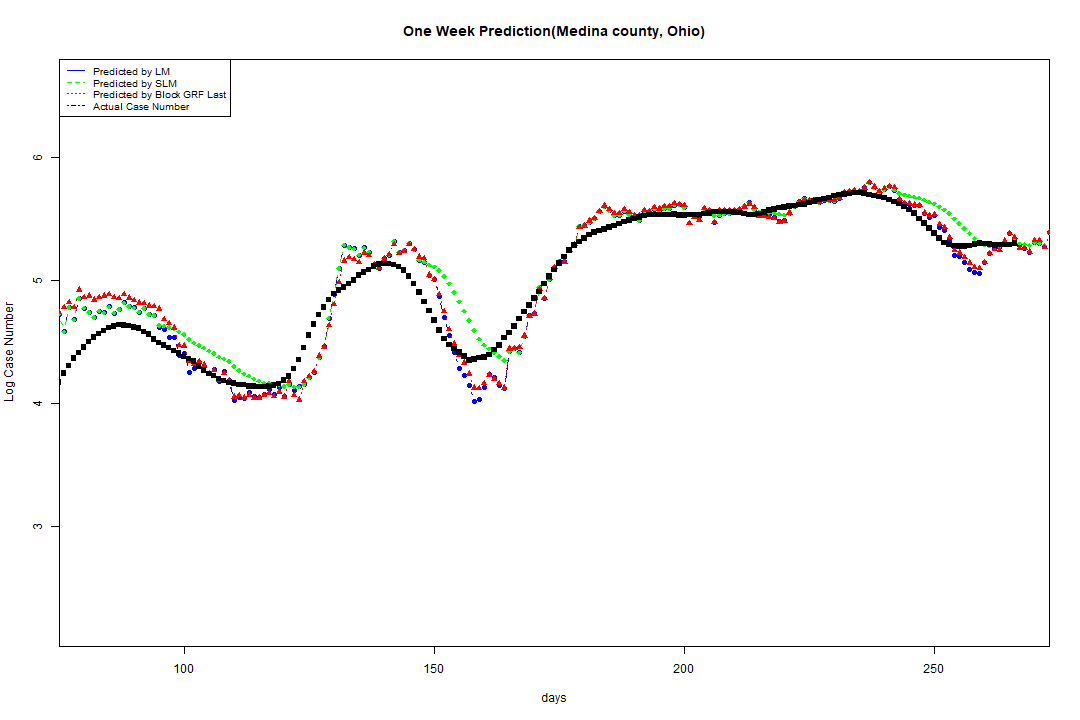 One Week Prediction(Medina county, Ohio)
Predicted by LM
Predicted by SLM
Predicted by Block GRF Last
Actual Case Number
6
5
4
3
Log Case Number
100 150 200 250
days